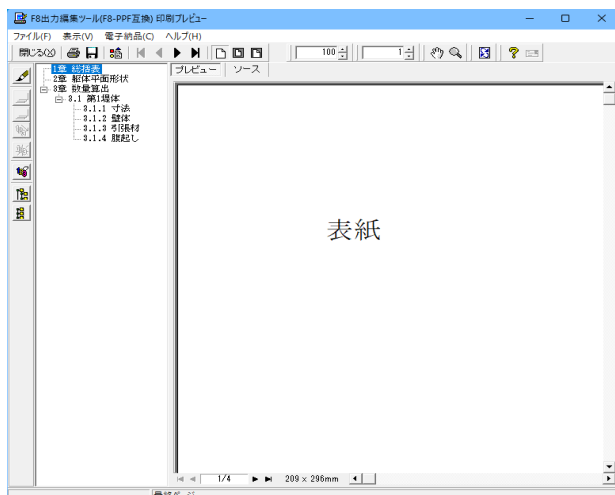 F8出力編集ツール(F8-PPF互換) 印刷プレビュー
ファイル(F) 表示(V) 電子納品(C) ヘルプ(H)
閉じる(X) 100 1
プレビュー ソース
1章 総括表
2章 躯体平面形状
3章 数量算出
3.1 第1堤体
3.1.1 寸法
3.1.2 壁体
3.1.3 引張材
3.1.4 腹起し
表紙
1/4 209 x 296mm